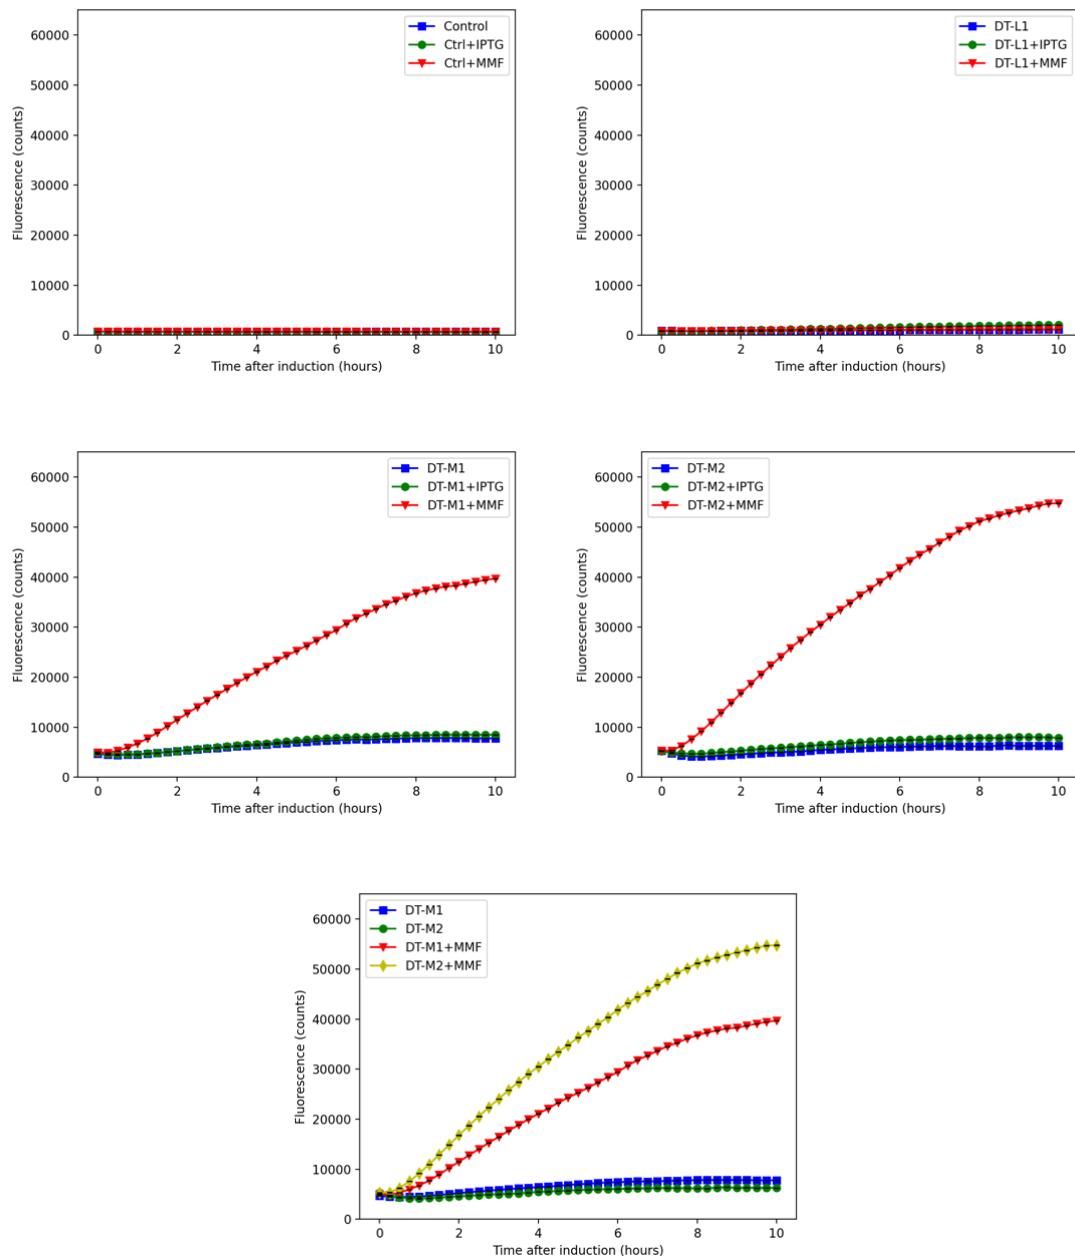 Fluorescence (counts)
60000
50000
40000
30000
20000
10000
0
Control
Ctrl+IPTG
Ctrl+MMF
0 2 4 6 8 10
Time after induction (hours)
Fluorescence (counts)
60000
50000
40000
30000
20000
10000
0
DT-L1
DT-L1+IPTG
DT-L1+MMF
0 2 4 6 8 10
Time after induction (hours)
Fluorescence (counts)
60000
50000
40000
30000
20000
10000
0
DT-M1
DT-M1+IPTG
DT-M1+MMF
0 2 4 6 8 10
Time after induction (hours)
Fluorescence (counts)
60000
50000
40000
30000
20000
10000
0
DT-M2
DT-M2+IPTG
DT-M2+MMF
0 2 4 6 8 10
Time after induction (hours)
Fluorescence (counts)
60000
50000
40000
30000
20000
10000
0
DT-M1
DT-M2
DT-M1+MMF
DT-M2+MMF
0 2 4 6 8 10
Time after induction (hours)